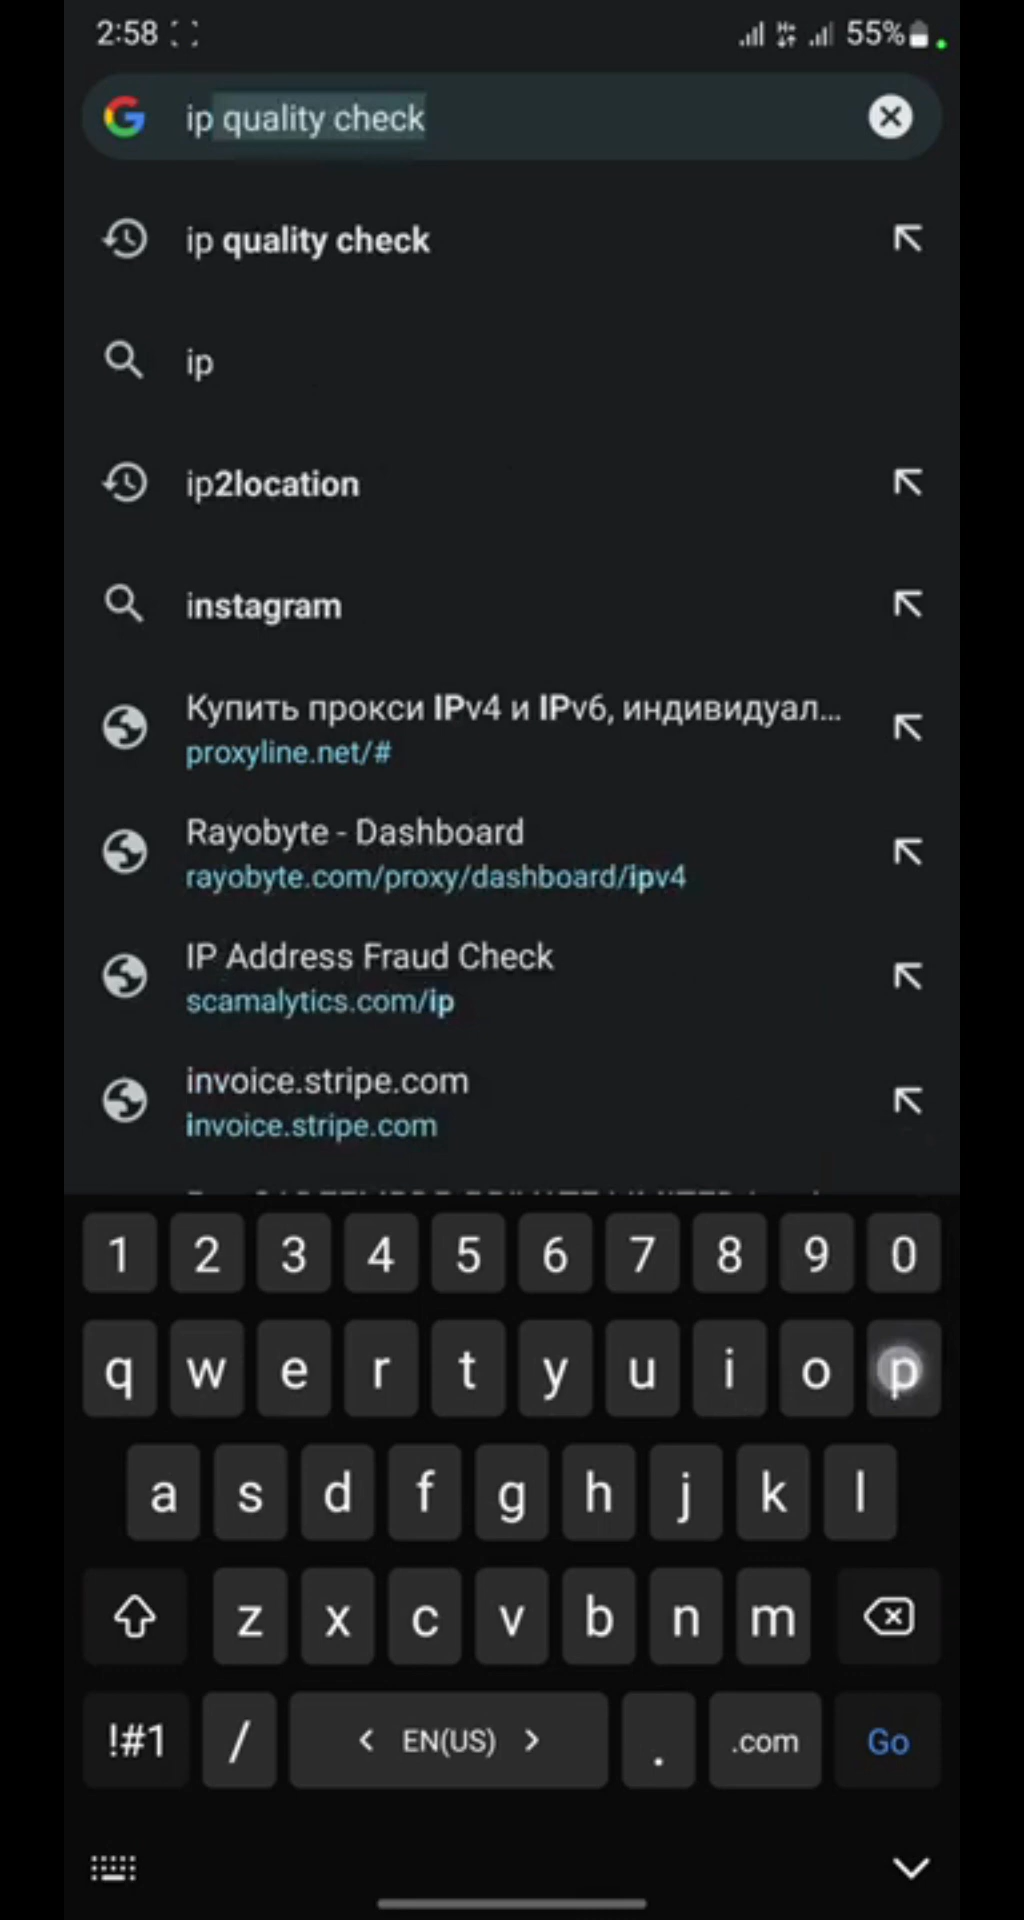 2:58
55%
ip quality check
ip quality check
ip
ip2location
instagram
Купить прокси IPv4 и IPv6, индивидуал...
proxyline.net/#
Rayobyte - Dashboard
rayobyte.com/proxy/dashboard/ipv4
IP Address Fraud Check
scamalytics.com/ip
invoice.stripe.com
invoice.stripe.com
1 2 3 4 5 6 7 8 9 0
q w e r t y u i o p
a s d f g h j k l
z x c v b n m
!#1 / < EN(US) > . .com Go